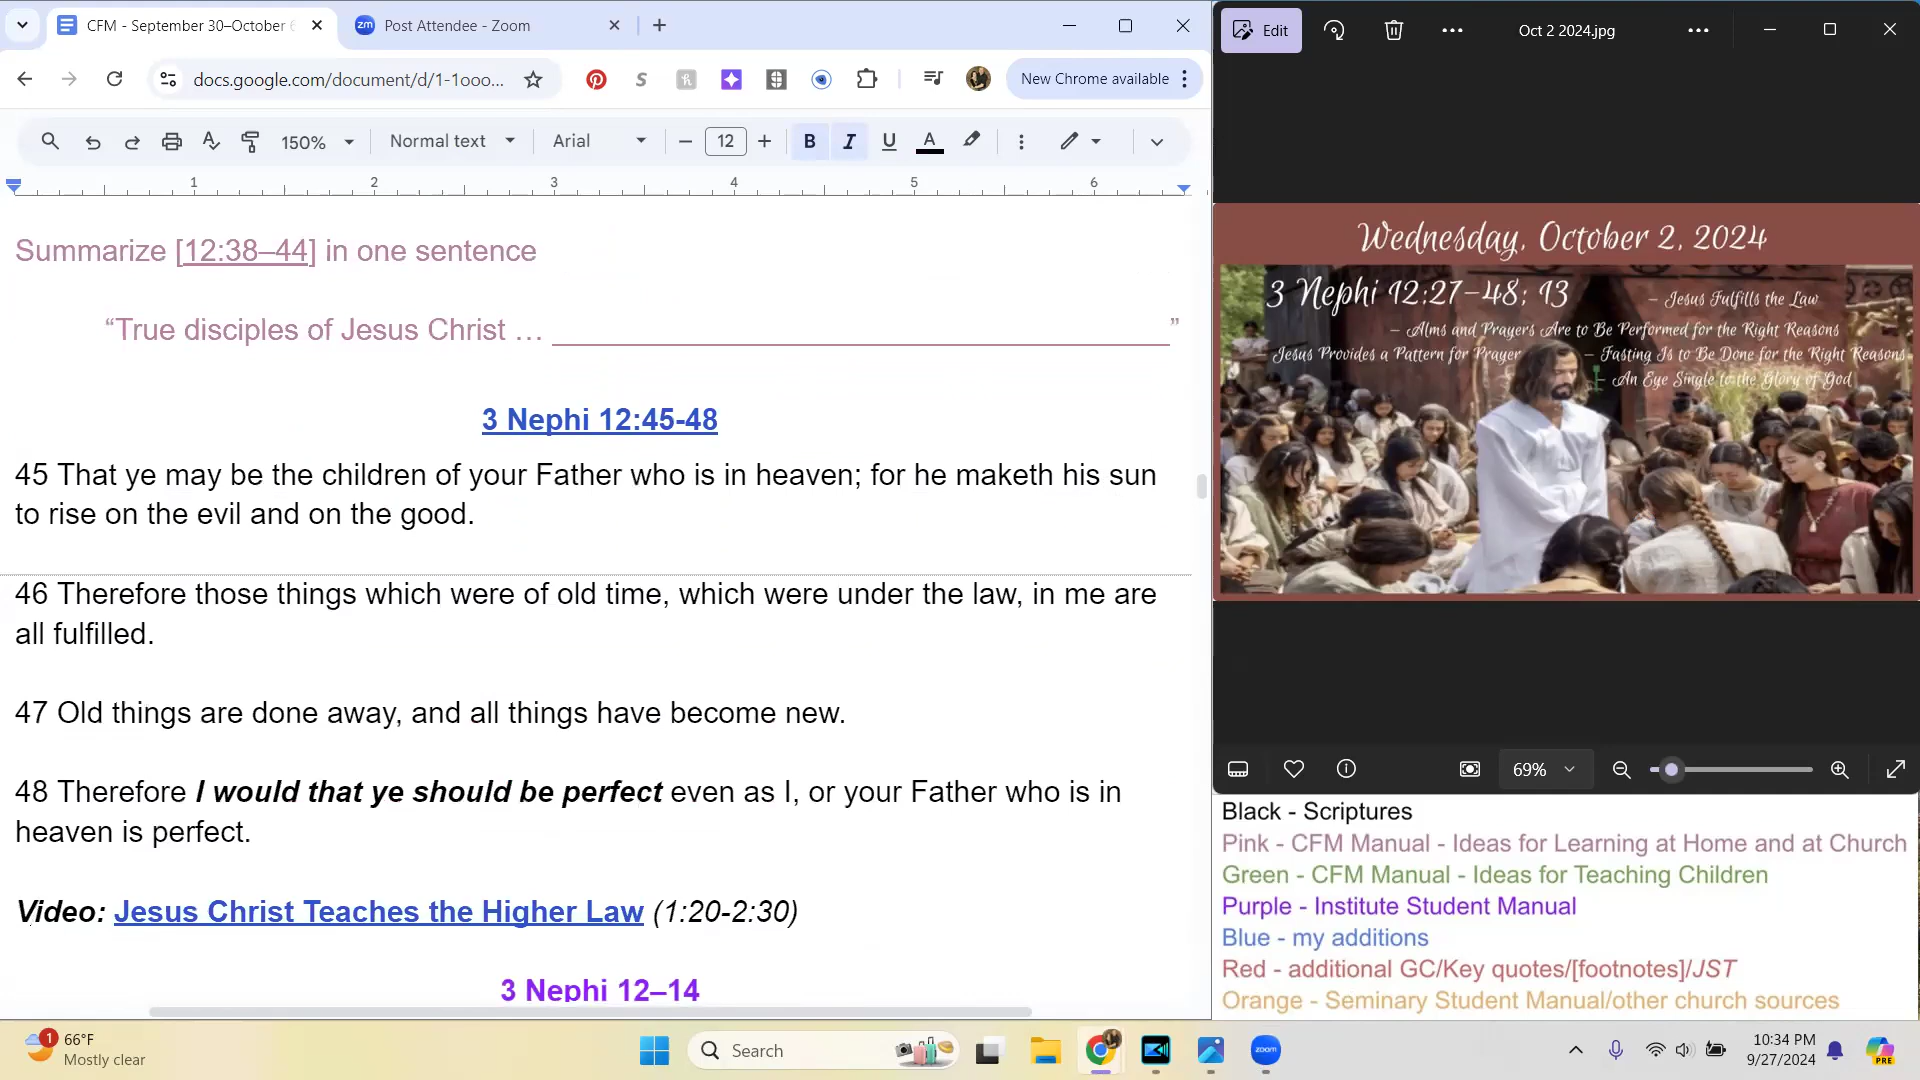 CFM - September 30–October 6
Post Attendee - Zoom
docs.google.com/document/d/1-1ooo...
New Chrome available
150%
Normal text
Arial
12
B I U A
1 2 3 4 5 6
Summarize [12:38–44] in one sentence
“True disciples of Jesus Christ … ________________”
3 Nephi 12:45-48
45 That ye may be the children of your Father who is in heaven; for he maketh his sun
to rise on the evil and on the good.
46 Therefore those things which were of old time, which were under the law, in me are
all fulfilled.
47 Old things are done away, and all things have become new.
48 Therefore I would that ye should be perfect even as I, or your Father who is in
heaven is perfect.
Video: Jesus Christ Teaches the Higher Law (1:20-2:30)
3 Nephi 12–14
Edit
Oct 2 2024.jpg
Wednesday, October 2, 2024
3 Nephi 12:27–48; 13
– Jesus Fulfills the Law
– Alms and Prayers Are to Be Performed for the Right Reasons
– Jesus Provides a Pattern for Prayer
– Fasting Is to Be Done for the Right Reasons
– An Eye Single to the Glory of God
69%
Black - Scriptures
Pink - CFM Manual - Ideas for Learning at Home and at Church
Green - CFM Manual - Ideas for Teaching Children
Purple - Institute Student Manual
Blue - my additions
Red - additional GC/Key quotes/[footnotes]/JST
Orange - Seminary Student Manual/other church sources
1
66°F
Mostly clear
Search
zoom
10:34 PM
9/27/2024
PRE